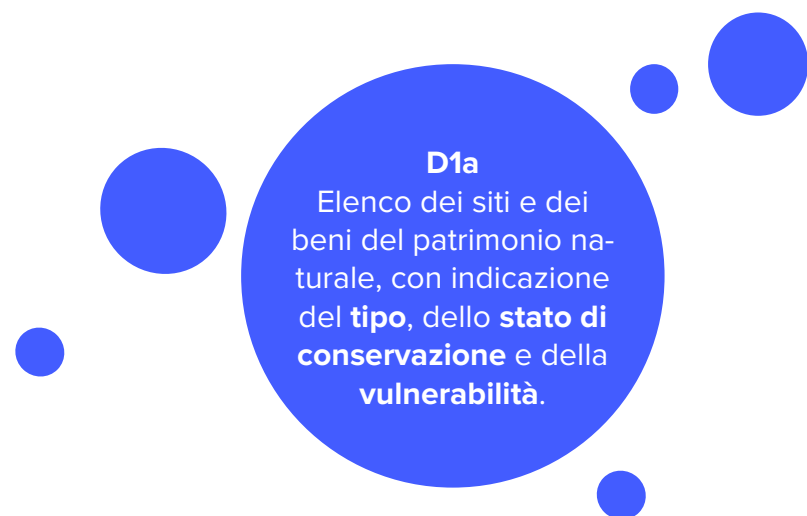 D1a
Elenco dei siti e dei
beni del patrimonio na-
turale, con indicazione
del tipo, dello stato di
conservazione e della
vulnerabilità.